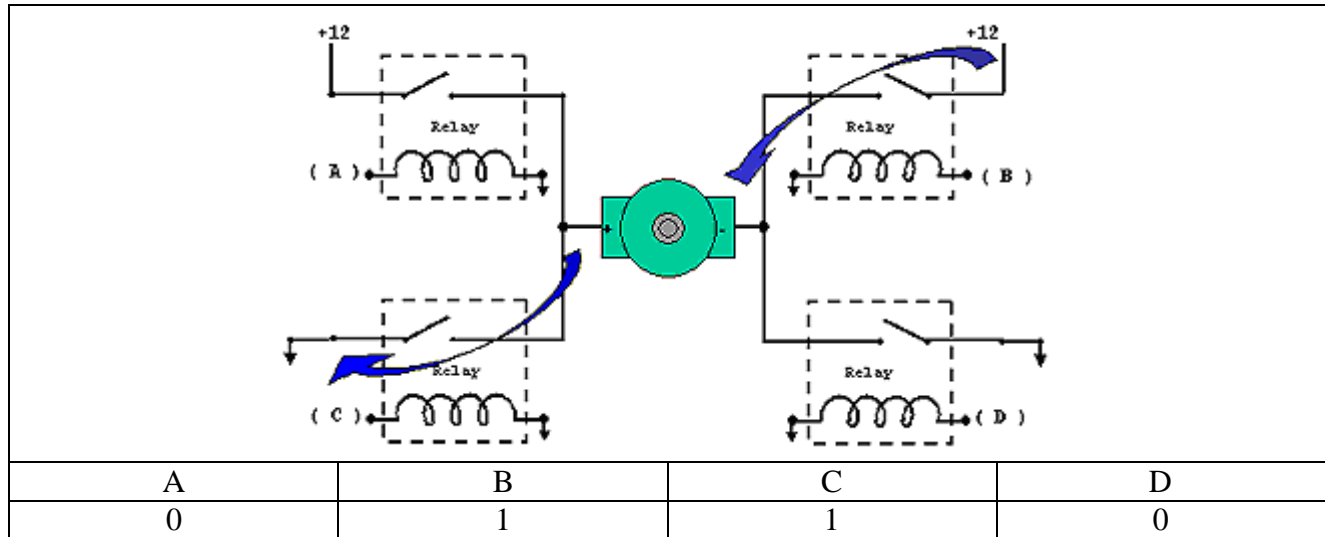 +12 +12
Relay Relay
( A ) ( B )
+ -
Relay Relay
( C ) ( D )
A B C D
0 1 1 0